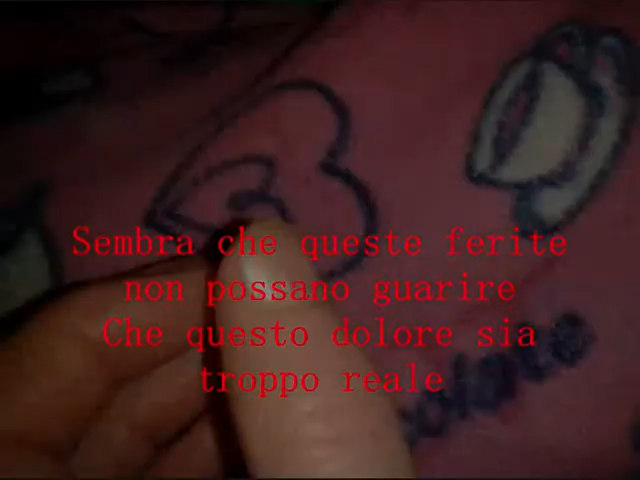 Sembra che queste ferite
non possano guarire
Che questo dolore sia
troppo reale